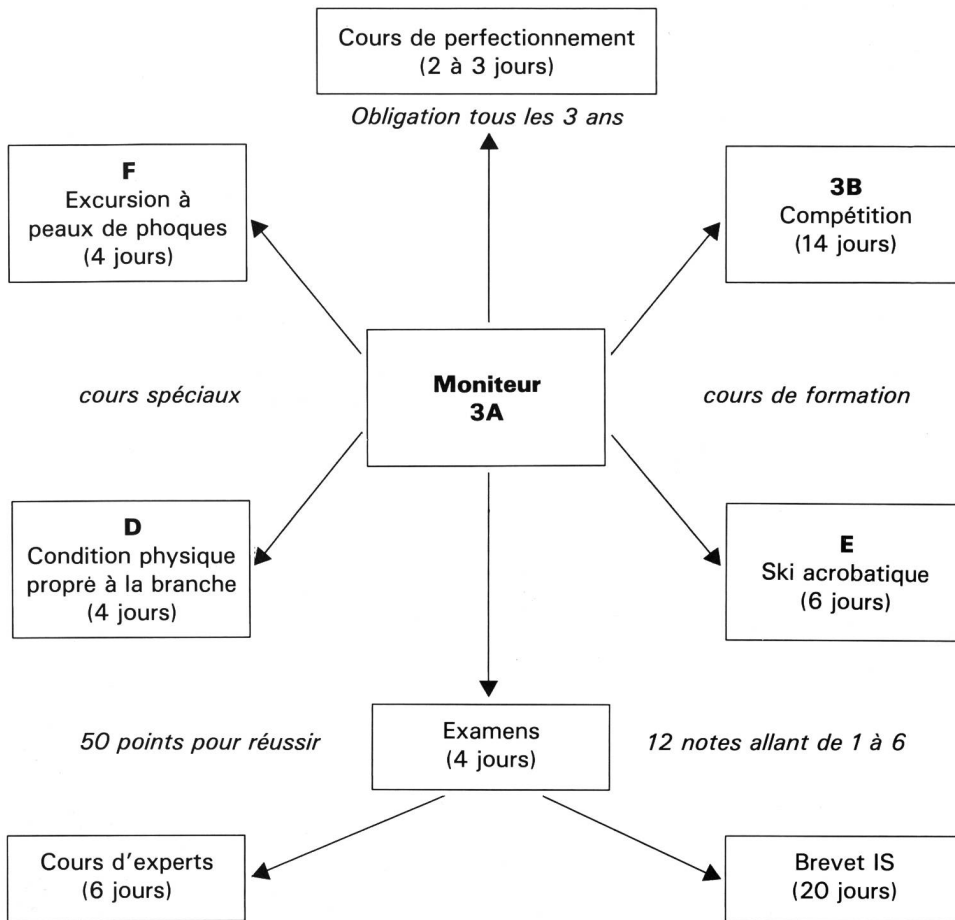 Cours de perfectionnement
(2 à 3 jours)
Obligation tous les 3 ans
F
Excursion à
peaux de phoques
(4 jours)
3B
Compétition
(14 jours)
Moniteur
3A
cours spéciaux
cours de formation
D
Condition physique
propre à la branche
(4 jours)
E
Ski acrobatique
(6 jours)
50 points pour réussir
Examens
(4 jours)
12 notes allant de 1 à 6
Cours d'experts
(6 jours)
Brevet IS
(20 jours)